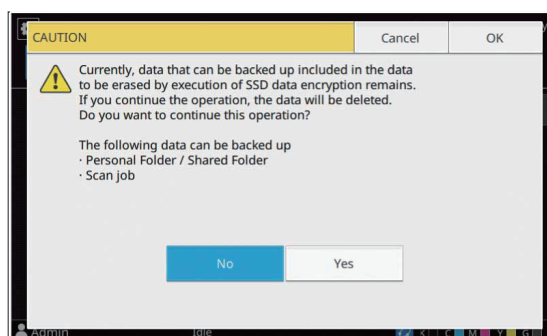 CAUTION
Cancel
OK
Currently, data that can be backed up included in the data
to be erased by execution of SSD data encryption remains.
If you continue the operation, the data will be deleted.
Do you want to continue this operation?
The following data can be backed up
· Personal Folder / Shared Folder
· Scan job
No
Yes
Admin
Idle
K
C
M
Y
G